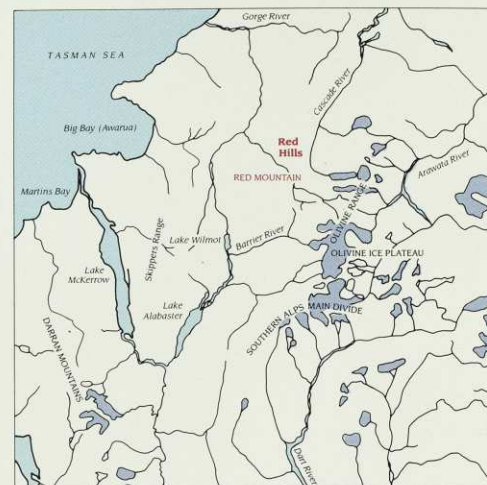 Gorge River
TASMAN SEA
Cascade River
Big Bay (Awarua)
Red
Hills
Arawata River
RED MOUNTAIN
Martins Bay
OLIVINE RANGE
Skippers Range
Lake Wilmot
Barrier River
OLIVINE ICE PLATEAU
Lake
McKerrow
Lake
Alabaster
SOUTHERN ALPS MAIN DIVIDE
DARRAN MOUNTAINS
Dart River